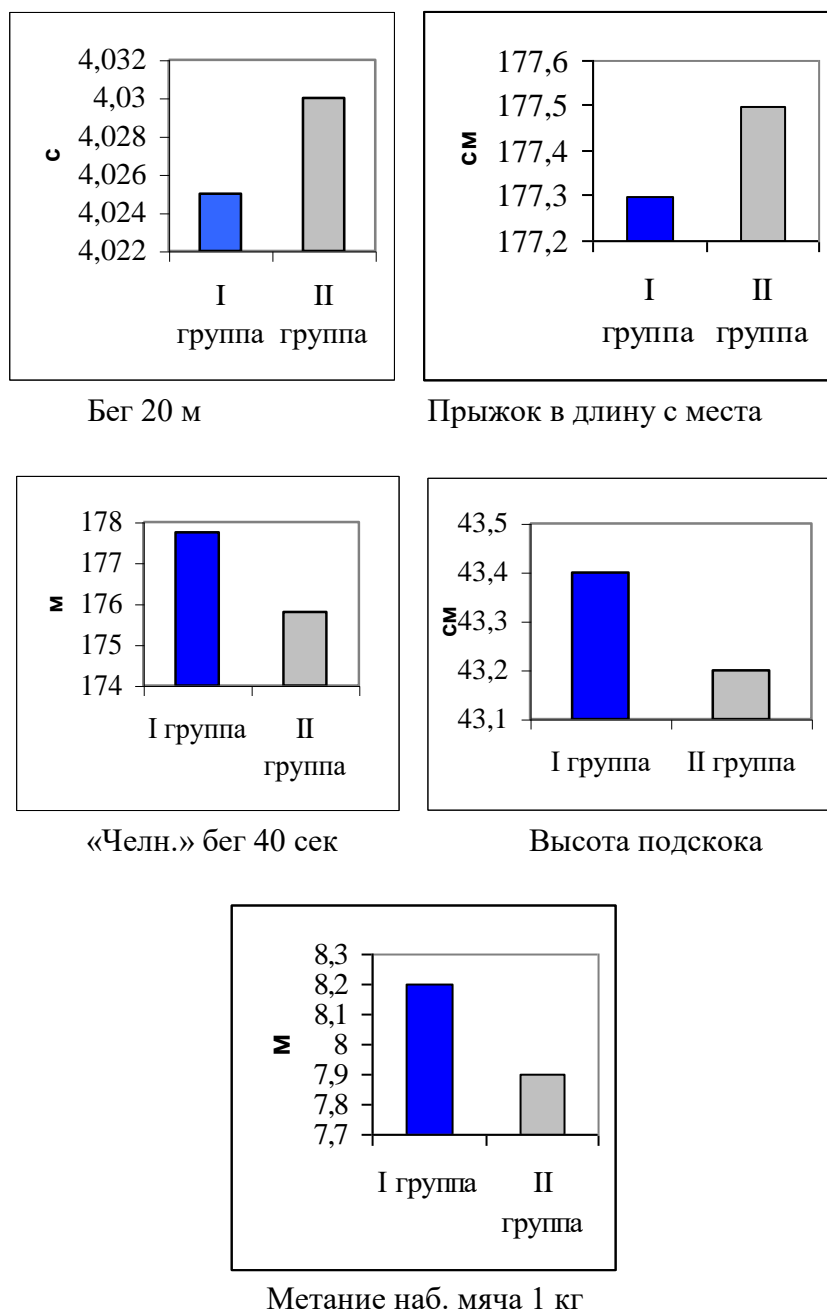 4,032
4,03
4,028
4,026
4,024
4,022
с
I
группа
II
группа
Бег 20 м
177,6
177,5
177,4
177,3
177,2
см
I
группа
II
группа
Прыжок в длину с места
178
177
176
175
174
м
I группа
II
группа
«Челн.» бег 40 сек
43,5
43,4
43,3
43,2
43,1
см
I группа
II группа
Высота подскока
8,3
8,2
8,1
8
7,9
7,8
7,7
м
I группа
II
группа
Метание наб. мяча 1 кг